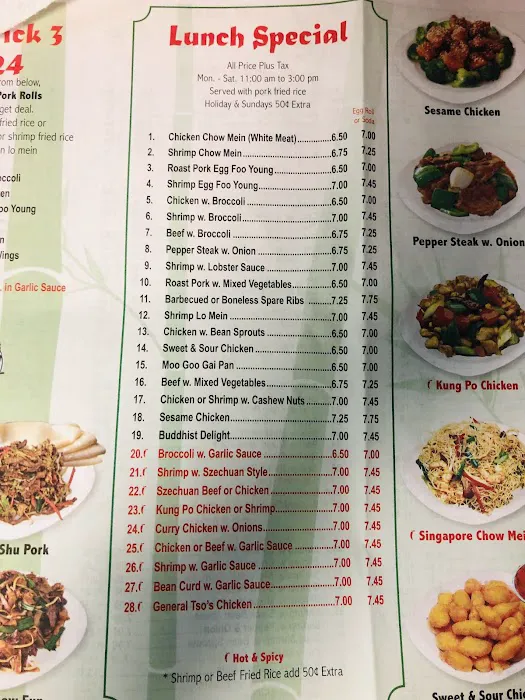 ick 3
24
om below,
Pork Rolls
get deal.
fried rice or
or shrimp fried rice
n lo mein
ccoli
en
oo Young
n
Wings
. in Garlic Sauce
Shu Pork
Lunch Special
All Price Plus Tax
Mon. - Sat. 11:00 am to 3:00 pm
Served with pork fried rice
Holiday & Sundays 50¢ Extra
Egg Roll
or Soda
1. Chicken Chow Mein (White Meat) 6.50 7.00
2. Shrimp Chow Mein 6.75 7.25
3. Roast Pork Egg Foo Young 6.50 7.00
4. Shrimp Egg Foo Young 7.00 7.45
5. Chicken w. Broccoli 6.50 7.00
6. Shrimp w. Broccoli 7.00 7.45
7. Beef w. Broccoli 6.75 7.25
8. Pepper Steak w. Onion 6.75 7.25
9. Shrimp w. Lobster Sauce 7.00 7.45
10. Roast Pork w. Mixed Vegetables 6.50 7.00
11. Barbecued or Boneless Spare Ribs 7.25 7.75
12. Shrimp Lo Mein 7.00 7.45
13. Chicken w. Bean Sprouts 6.50 7.00
14. Sweet & Sour Chicken 6.50 7.00
15. Moo Goo Gai Pan 6.50 7.00
16. Beef w. Mixed Vegetables 6.75 7.25
17. Chicken or Shrimp w. Cashew Nuts 7.00 7.45
18. Sesame Chicken 7.25 7.75
19. Buddhist Delight 7.00 7.45
20. Broccoli w. Garlic Sauce 6.50 7.00
21. Shrimp w. Szechuan Style 7.00 7.45
22. Szechuan Beef or Chicken 7.00 7.45
23. Kung Po Chicken or Shrimp 7.00 7.45
24. Curry Chicken w. Onions 7.00 7.45
25. Chicken or Beef w. Garlic Sauce 7.00 7.45
26. Shrimp w. Garlic Sauce 7.00 7.45
27. Bean Curd w. Garlic Sauce 7.00 7.45
28. General Tso's Chicken 7.00 7.45
Hot & Spicy
* Shrimp or Beef Fried Rice add 50¢ Extra
Sesame Chicken
Pepper Steak w. Onion
Kung Po Chicken
Singapore Chow Mei
Sweet & Sour Chic